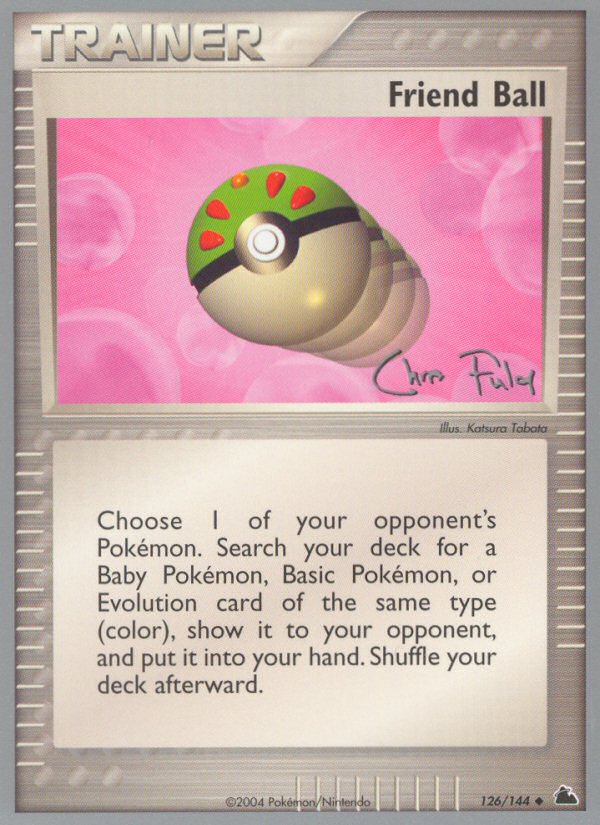 TRAINER
Friend Ball
Chris Fulop
Illus. Katsura Tabata
Choose 1 of your opponent's
Pokémon. Search your deck for a
Baby Pokémon, Basic Pokémon, or
Evolution card of the same type
(color), show it to your opponent,
and put it into your hand. Shuffle your
deck afterward.
©2004 Pokémon/Nintendo
126/144